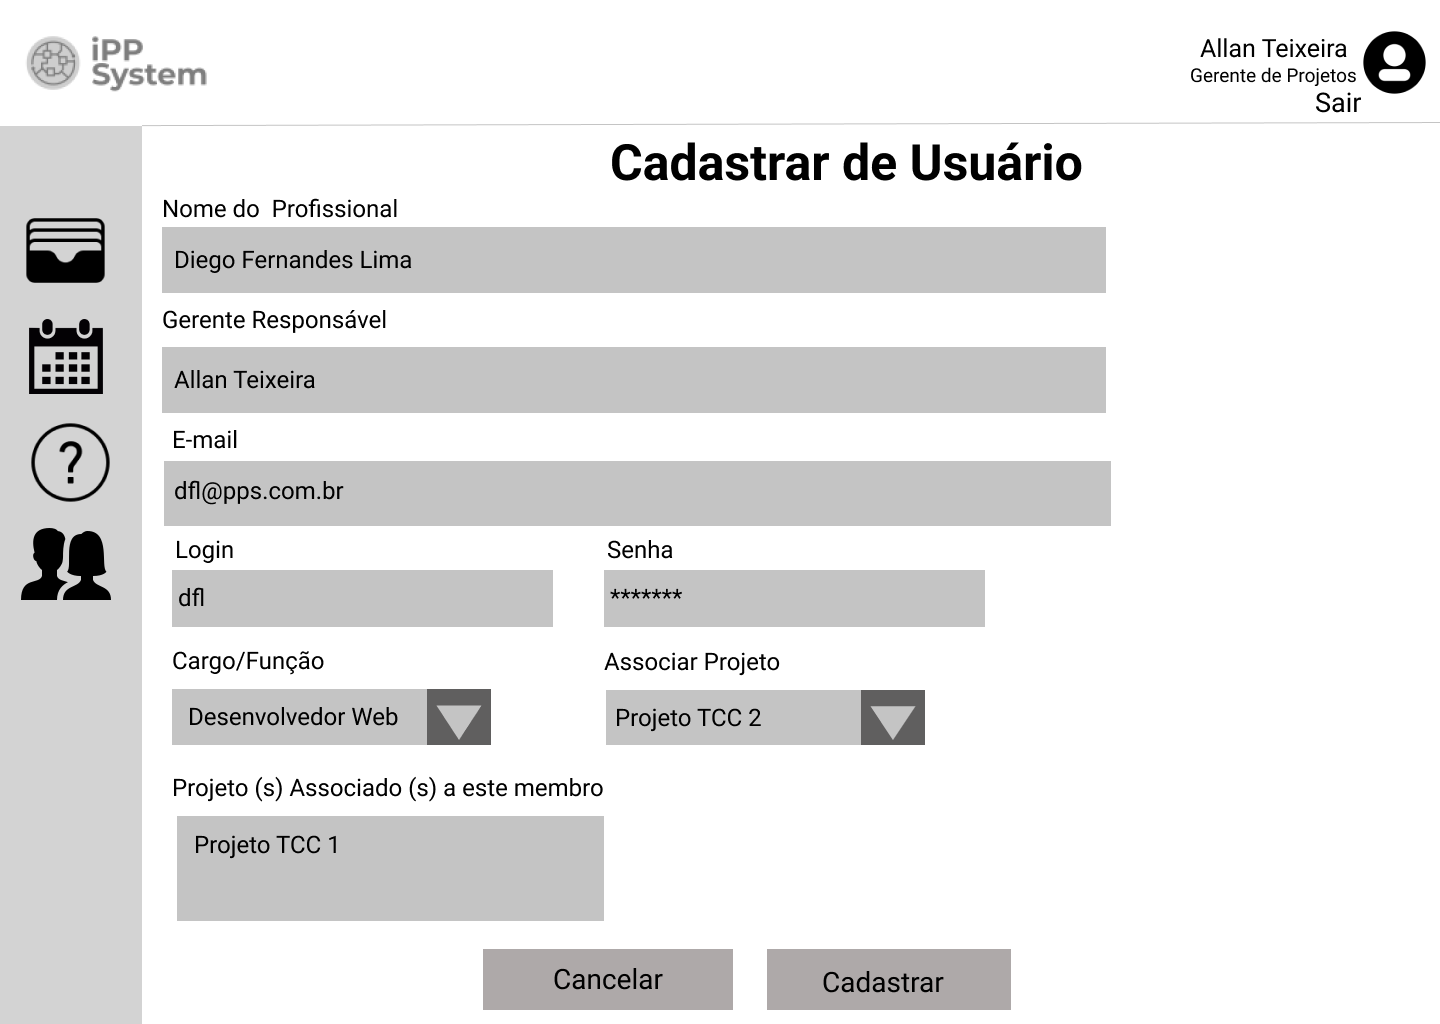 iPP
System
Allan Teixeira
Gerente de Projetos
Sair
Cadastrar de Usuário
Nome do  Profissional
Diego Fernandes Lima
Gerente Responsável
Allan Teixeira
E-mail
dfl@pps.com.br
Login
Senha
dfl
*******
Cargo/Função
Associar Projeto
Desenvolvedor Web
Projeto TCC 2
Projeto (s) Associado (s) a este membro
Projeto TCC 1
Cancelar
Cadastrar